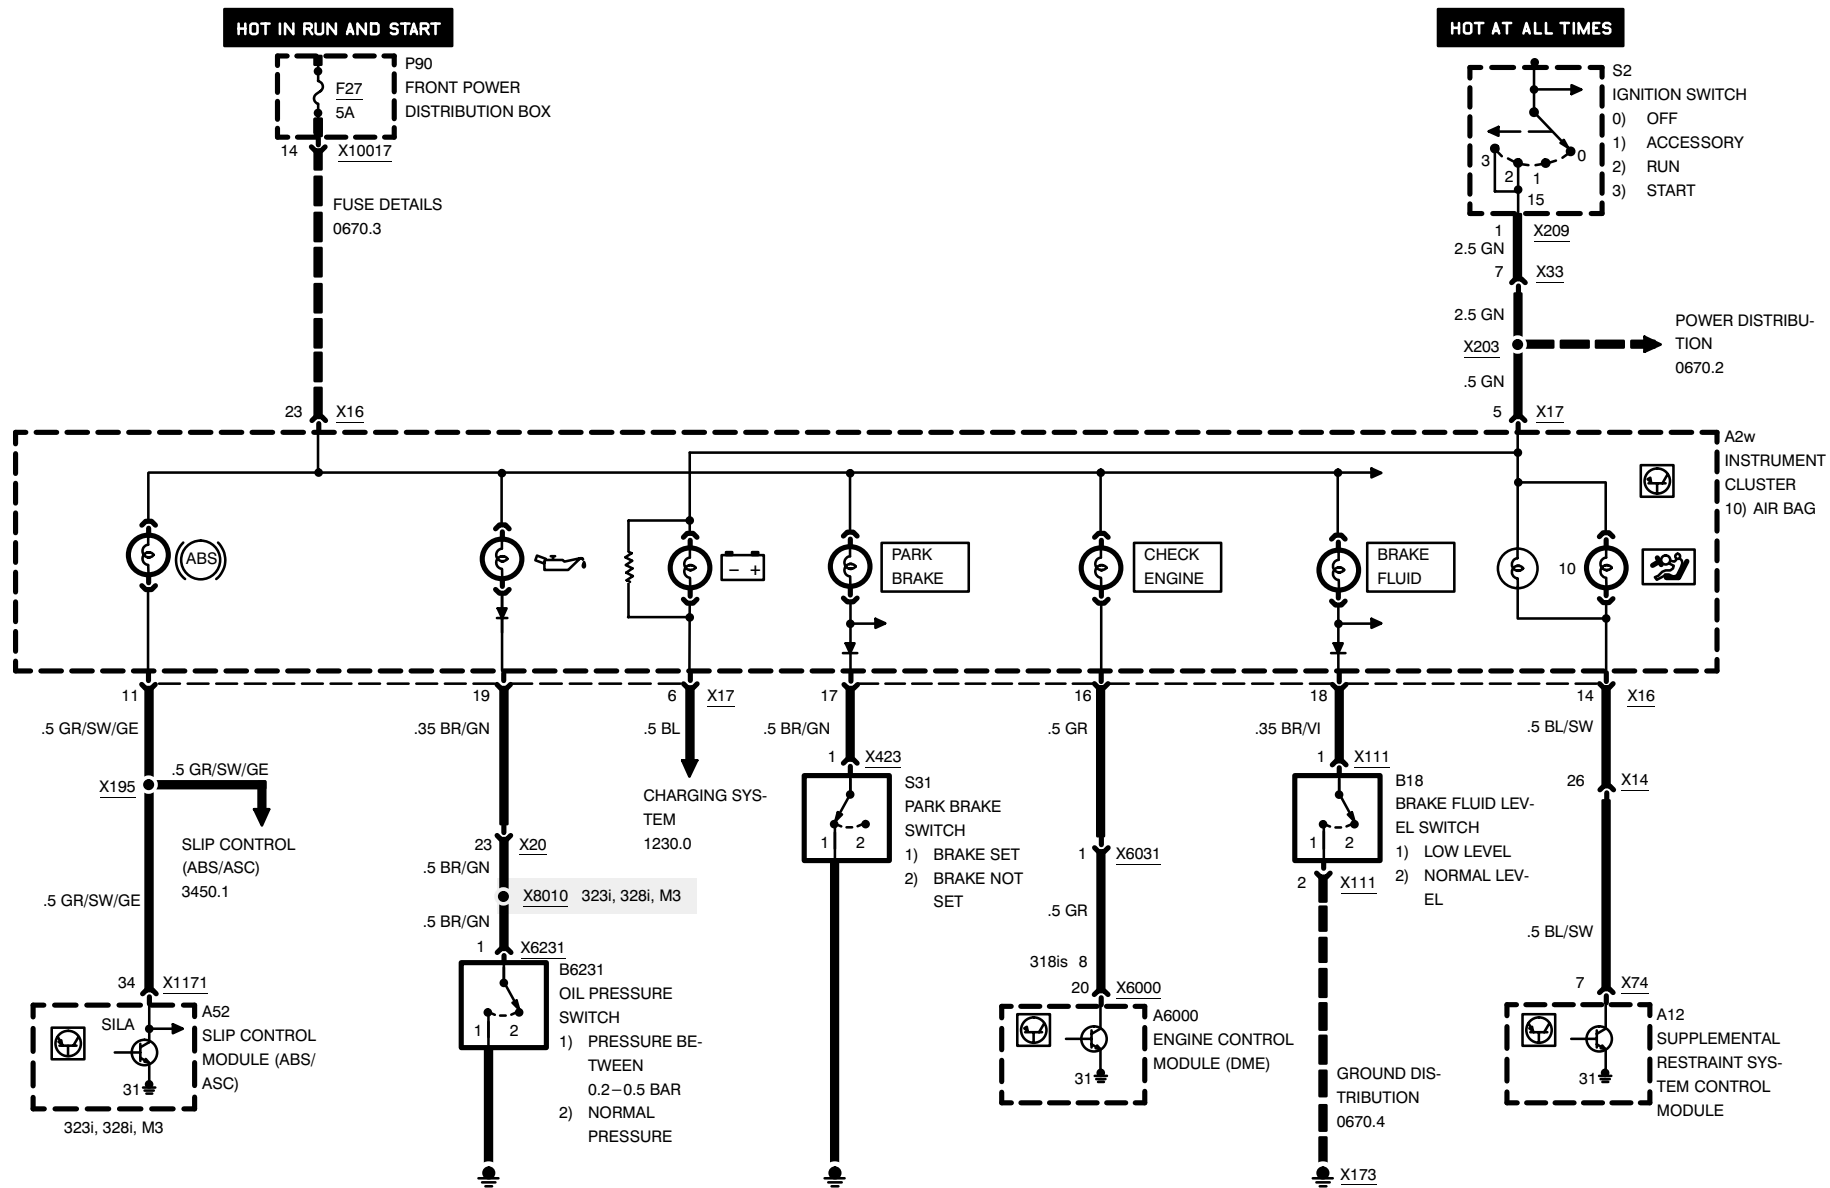 HOT IN RUN AND START
HOT AT ALL TIMES
P90
FRONT POWER
DISTRIBUTION BOX
F27
5A
14
X10017
FUSE DETAILS
0670.3
23
X16
S2
IGNITION SWITCH
0) OFF
1) ACCESSORY
2) RUN
3) START
3
2
1
0
15
1
X209
2.5 GN
7
X33
2.5 GN
X203
POWER DISTRIBU-
TION
0670.2
.5 GN
5
X17
A2w
INSTRUMENT
CLUSTER
10) AIR BAG
ABS
− +
PARK
BRAKE
CHECK
ENGINE
BRAKE
FLUID
10
11
19
6
X17
17
16
18
14
X16
.5 GR/SW/GE
.35 BR/GN
.5 BL
.5 BR/GN
.5 GR
.35 BR/VI
.5 BL/SW
X195
.5 GR/SW/GE
SLIP CONTROL
(ABS/ASC)
3450.1
.5 GR/SW/GE
34
X1171
SILA
31
A52
SLIP CONTROL
MODULE (ABS/
ASC)
323i, 328i, M3
23
X20
.5 BR/GN
X8010 323i, 328i, M3
.5 BR/GN
1
X6231
1
2
B6231
OIL PRESSURE
SWITCH
1) PRESSURE BE-
TWEEN
0.2−0.5 BAR
2) NORMAL
PRESSURE
CHARGING SYS-
TEM
1230.0
1
X423
1
2
S31
PARK BRAKE
SWITCH
1) BRAKE SET
2) BRAKE NOT
SET
1
X6031
.5 GR
318is 8
20
X6000
31
A6000
ENGINE CONTROL
MODULE (DME)
1
X111
1
2
B18
BRAKE FLUID LEV-
EL SWITCH
1) LOW LEVEL
2) NORMAL LEV-
EL
2
X111
GROUND DIS-
TRIBUTION
0670.4
X173
26
X14
.5 BL/SW
7
X74
31
A12
SUPPLEMENTAL
RESTRAINT SYS-
TEM CONTROL
MODULE